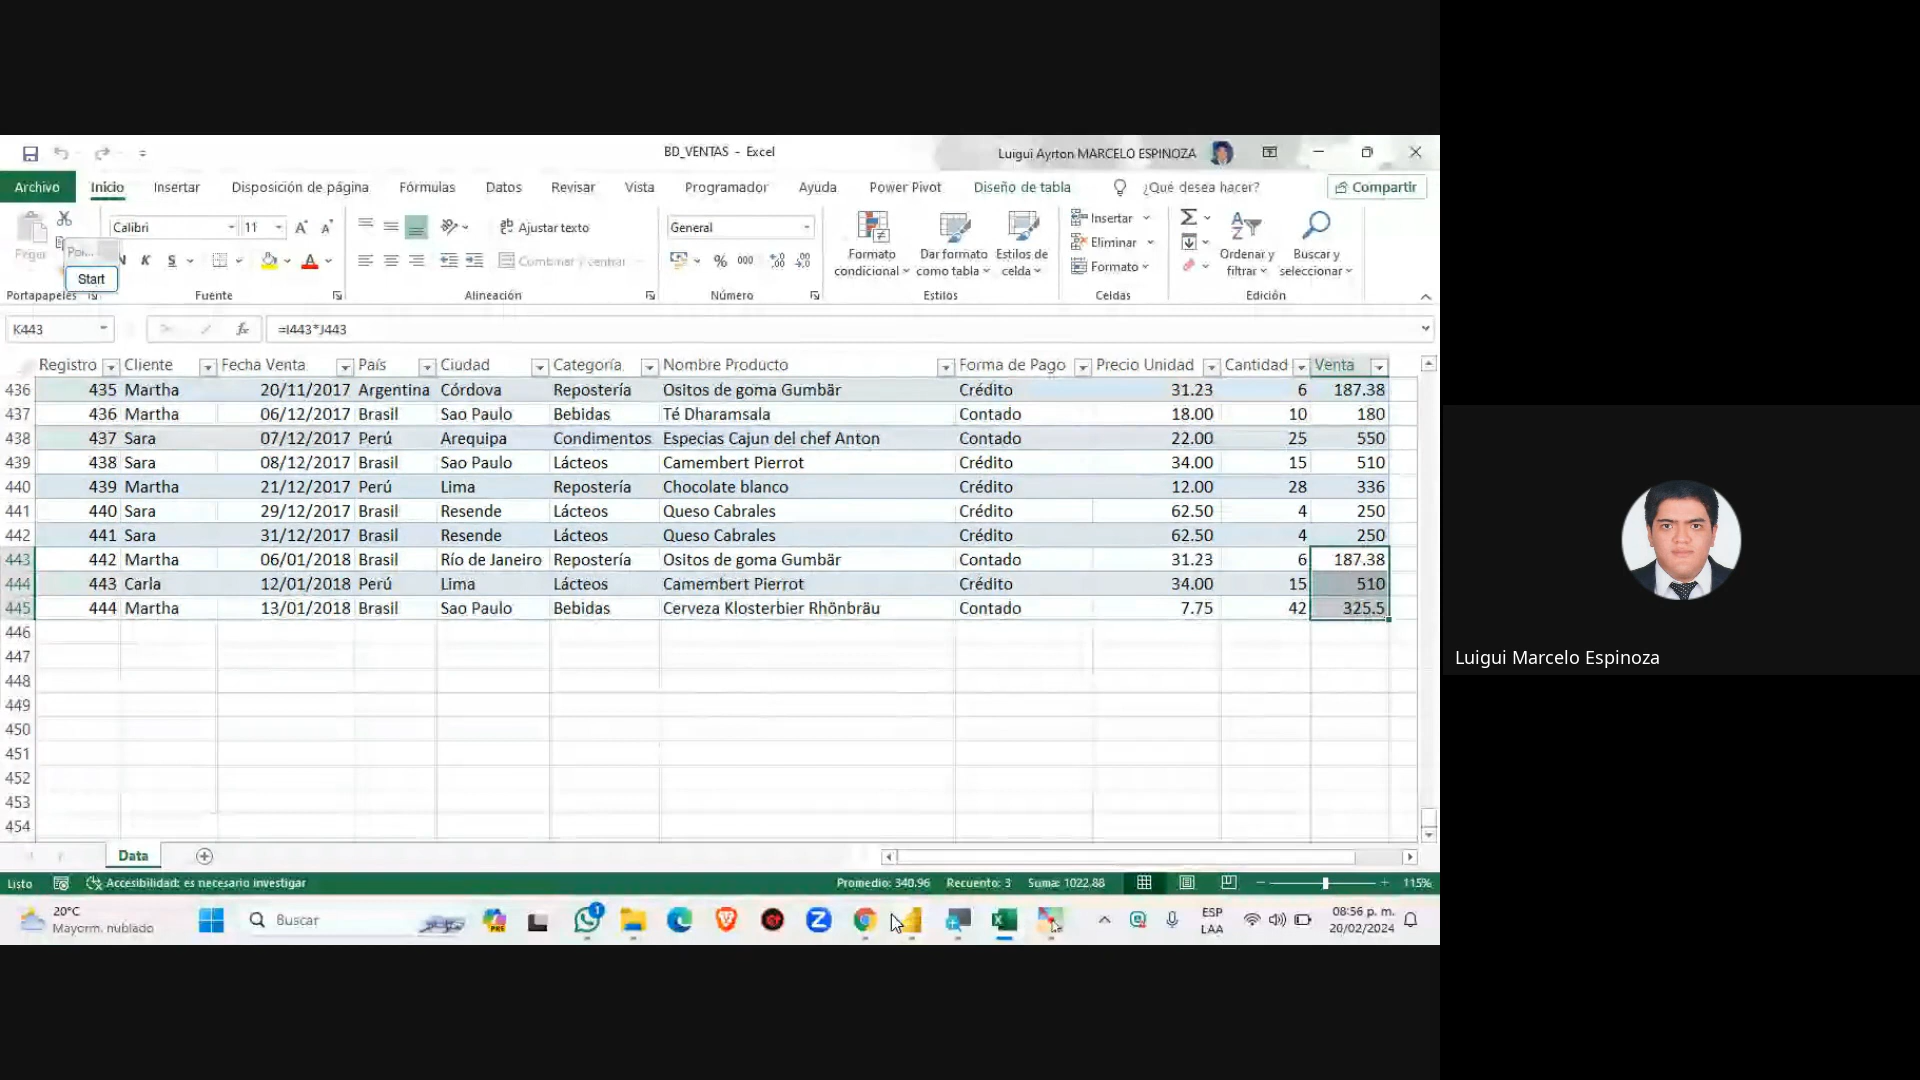 BD_VENTAS - Excel
Luigui Ayrton MARCELO ESPINOZA
Archivo Inicio Insertar Disposición de página Fórmulas Datos Revisar Vista Programador Ayuda Power Pivot Diseño de tabla ¿Qué desea hacer? Compartir
Calibri 11 Ajustar texto General Insertar
Pegar K S Combinar y centrar % 000 Formato condicional Dar formato como tabla Estilos de celda Eliminar Formato Ordenar y filtrar Buscar y seleccionar
Start
Portapapeles Fuente Alineación Número Estilos Celdas Edición
K443 fx =I443*J443
Registro Cliente Fecha Venta País Ciudad Categoría Nombre Producto Forma de Pago Precio Unidad Cantidad Venta
436 435 Martha 20/11/2017 Argentina Córdova Repostería Ositos de goma Gumbär Crédito 31.23 6 187.38
437 436 Martha 06/12/2017 Brasil Sao Paulo Bebidas Té Dharamsala Contado 18.00 10 180
438 437 Sara 07/12/2017 Perú Arequipa Condimentos Especias Cajun del chef Anton Contado 22.00 25 550
439 438 Sara 08/12/2017 Brasil Sao Paulo Lácteos Camembert Pierrot Crédito 34.00 15 510
440 439 Martha 21/12/2017 Perú Lima Repostería Chocolate blanco Crédito 12.00 28 336
441 440 Sara 29/12/2017 Brasil Resende Lácteos Queso Cabrales Crédito 62.50 4 250
442 441 Sara 31/12/2017 Brasil Resende Lácteos Queso Cabrales Crédito 62.50 4 250
443 442 Martha 06/01/2018 Brasil Río de Janeiro Repostería Ositos de goma Gumbär Contado 31.23 6 187.38
444 443 Carla 12/01/2018 Perú Lima Lácteos Camembert Pierrot Crédito 34.00 15 510
445 444 Martha 13/01/2018 Brasil Sao Paulo Bebidas Cerveza Klosterbier Rhönbräu Contado 7.75 42 325.5
446
447
448
449
450
451
452
453
454
Data
Listo Accesibilidad: es necesario investigar Promedio: 340.96 Recuento: 3 Suma: 1022.88 115%
20°C
Mayorm. nublado
Buscar
ESP
LAA
08:56 p. m.
20/02/2024
Luigui Marcelo Espinoza